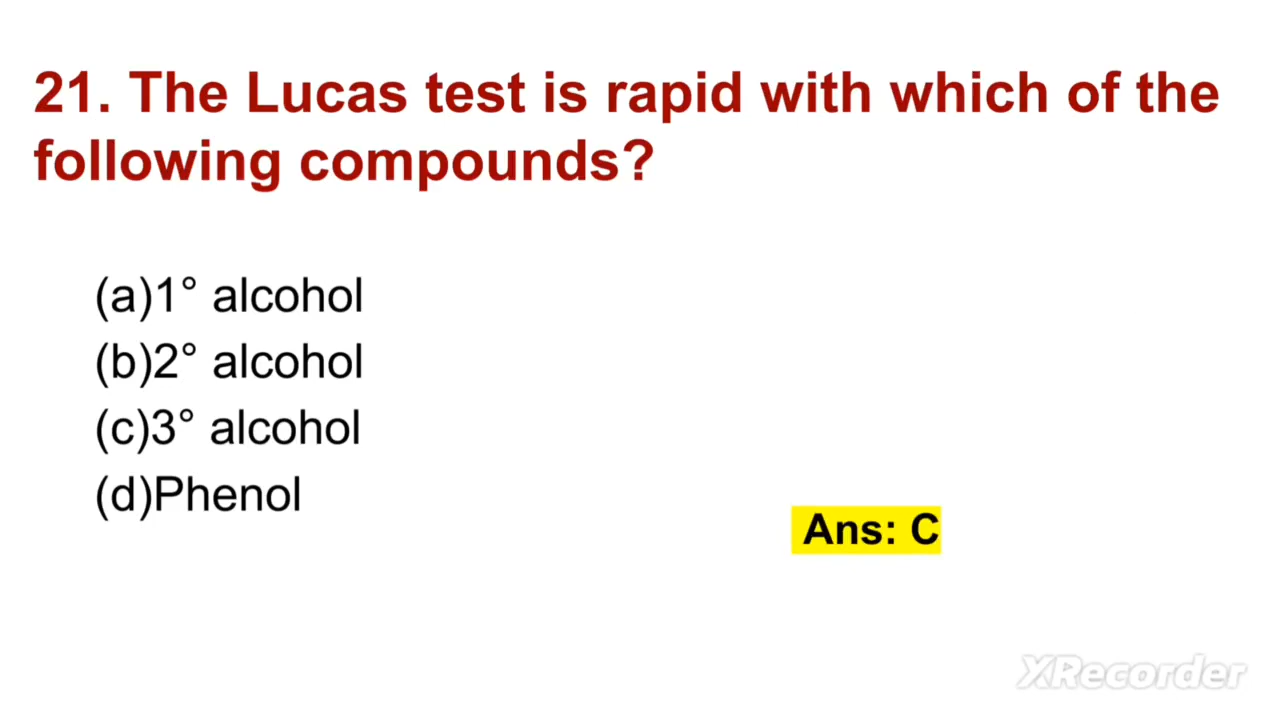 21. The Lucas test is rapid with which of the
following compounds?
(a)1° alcohol
(b)2° alcohol
(c)3° alcohol
(d)Phenol
Ans: C
XRecorder